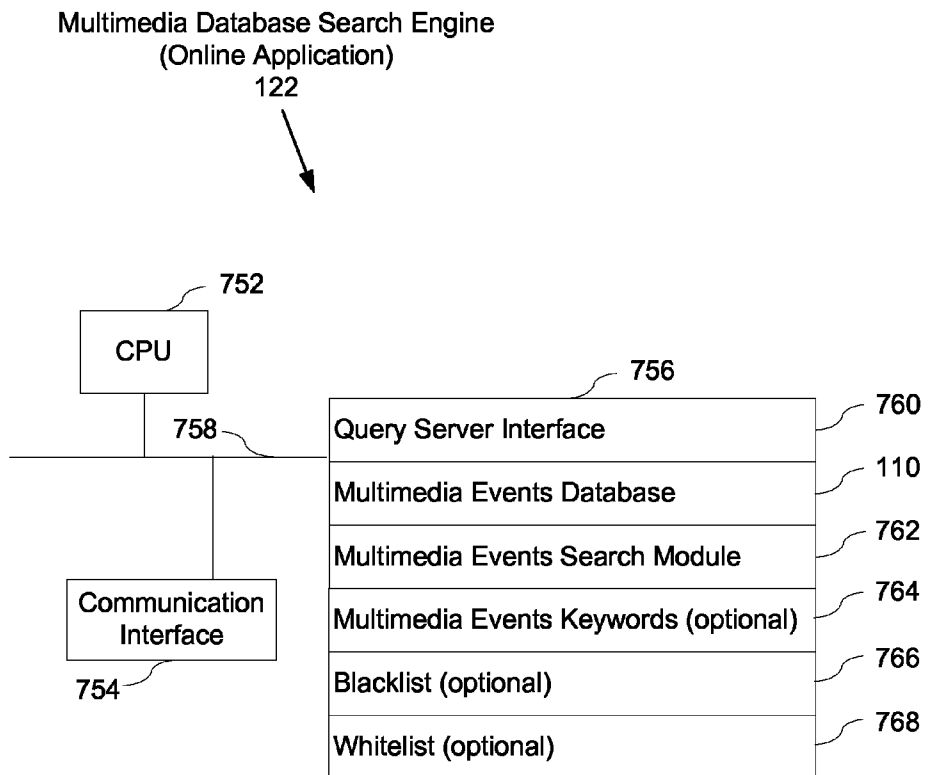 Multimedia Database Search Engine
(Online Application)
122
752
CPU
756
760
758
Query Server Interface
110
Multimedia Events Database
762
Multimedia Events Search Module
764
Communication
Interface
Multimedia Events Keywords (optional)
766
754
Blacklist (optional)
768
Whitelist (optional)